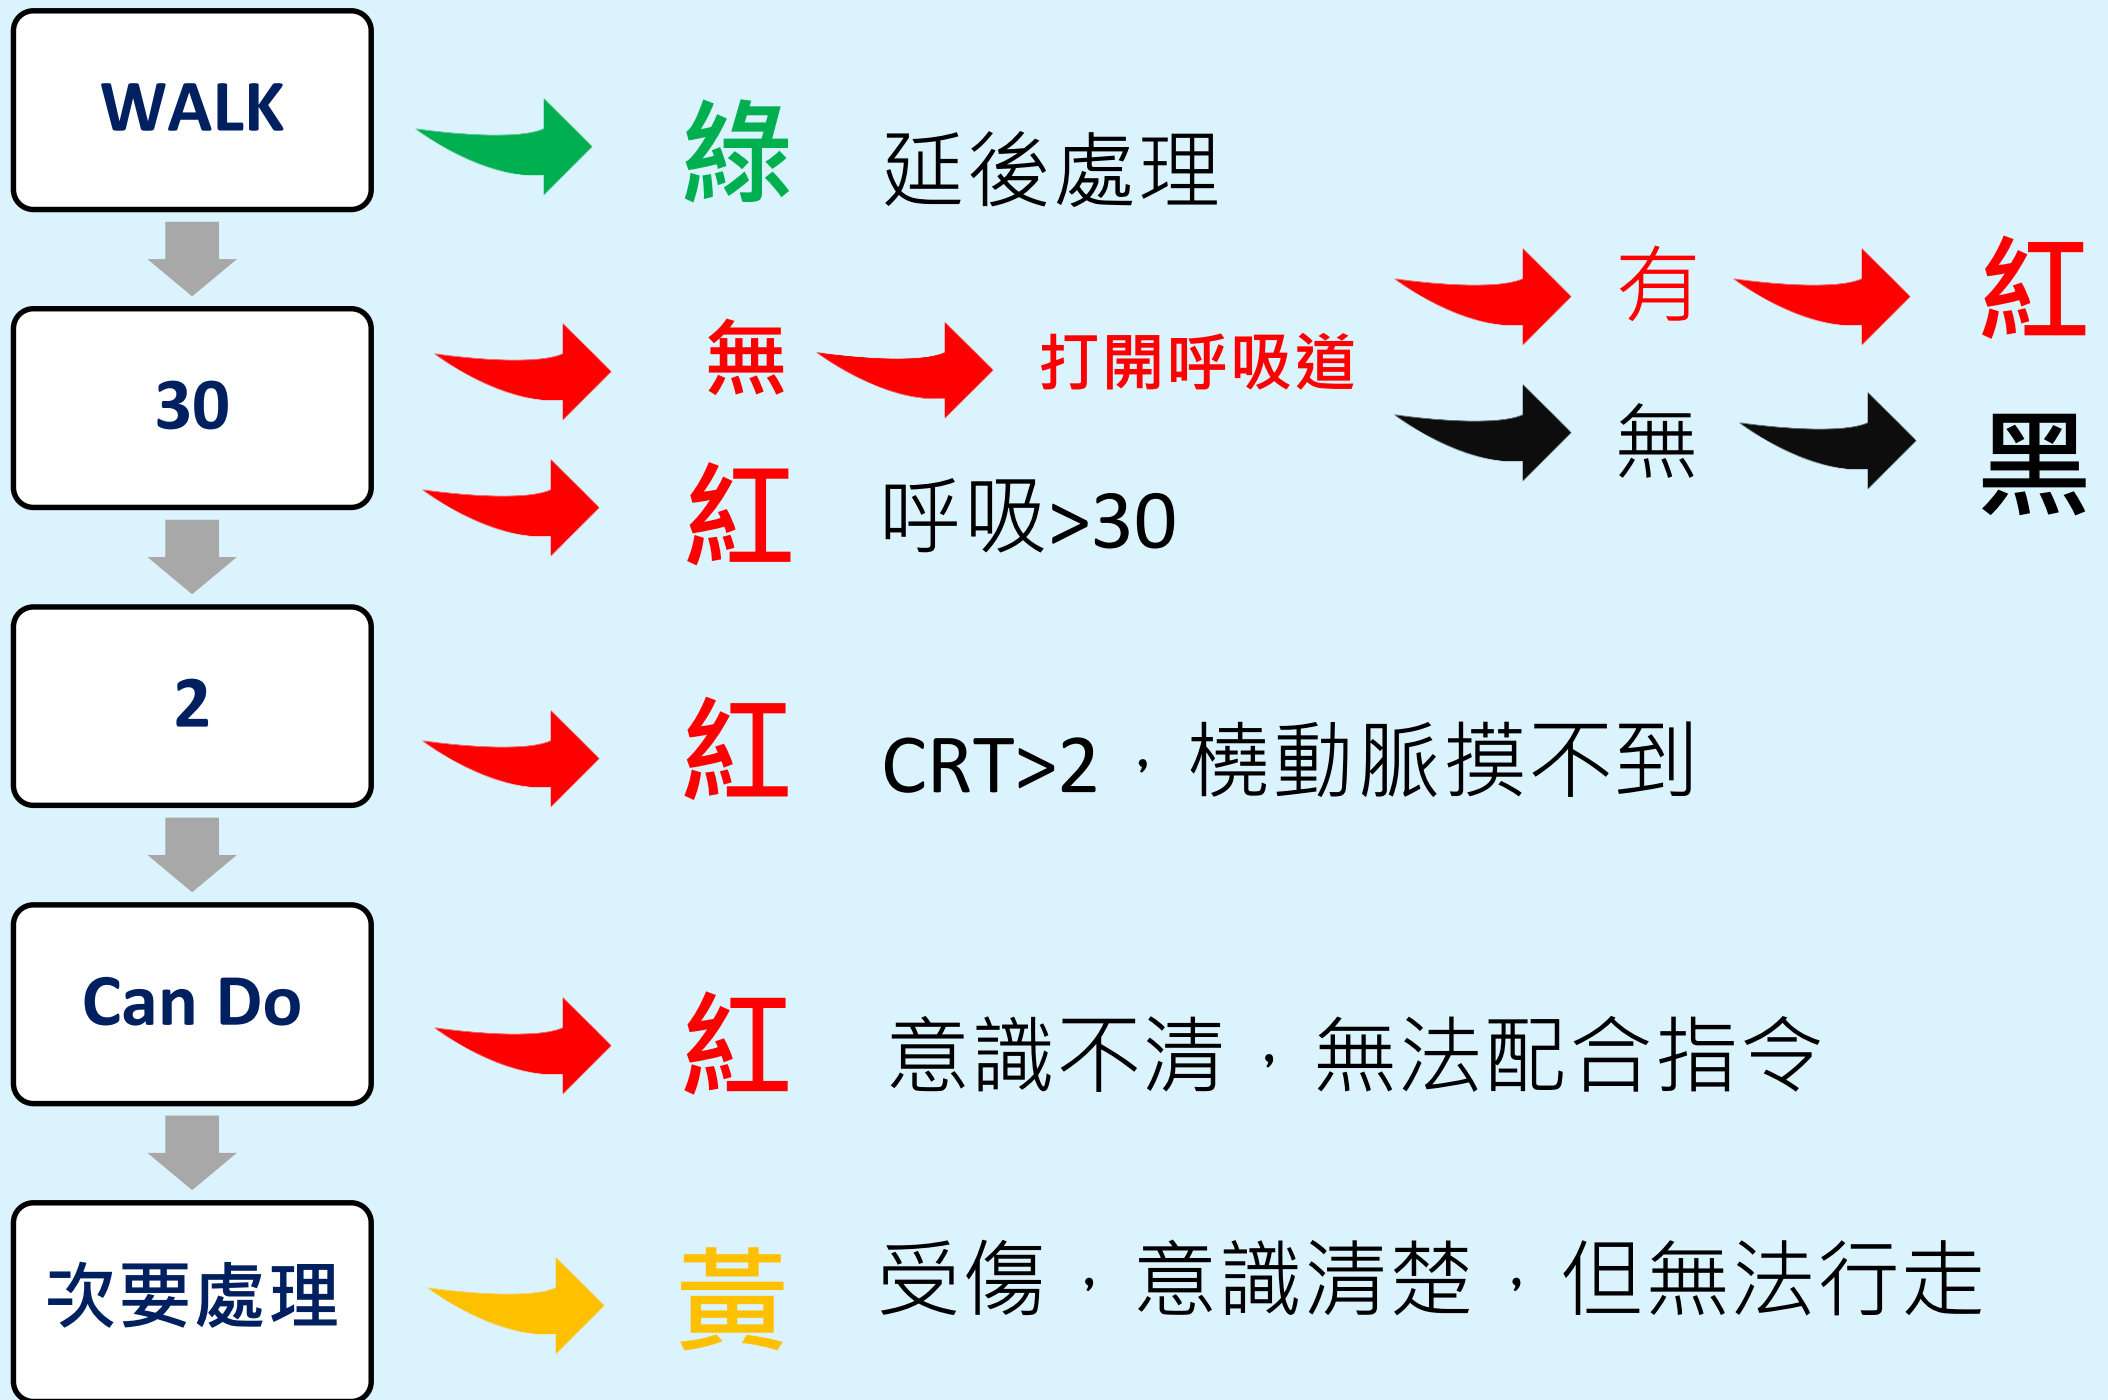 WALK
綠 延後處理
30
無 打開呼吸道 有 紅
無 黑
紅 呼吸>30
2
紅 CRT>2，橈動脈摸不到
Can Do
紅 意識不清，無法配合指令
次要處理
黃 受傷，意識清楚，但無法行走